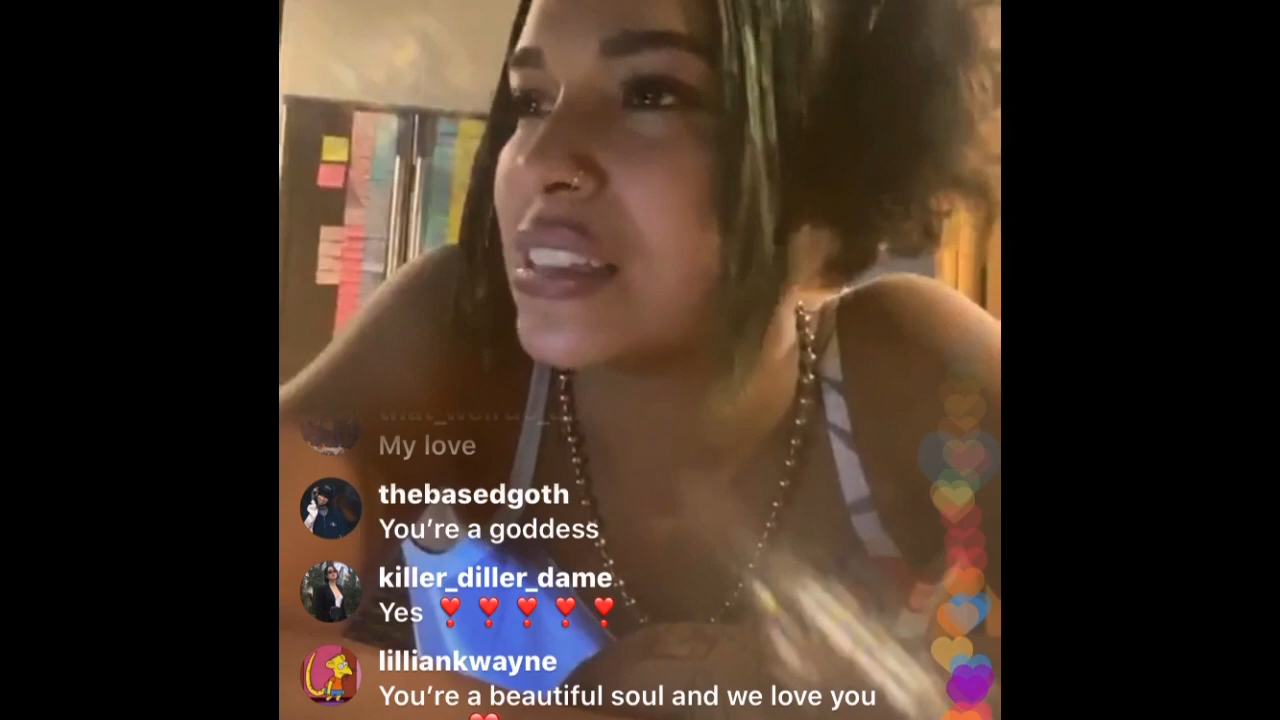 My love
thebasedgoth
You’re a goddess
killer_diller_dame
Yes ❣️ ❣️ ❣️ ❣️ ❣️
lilliankwayne
You’re a beautiful soul and we love you